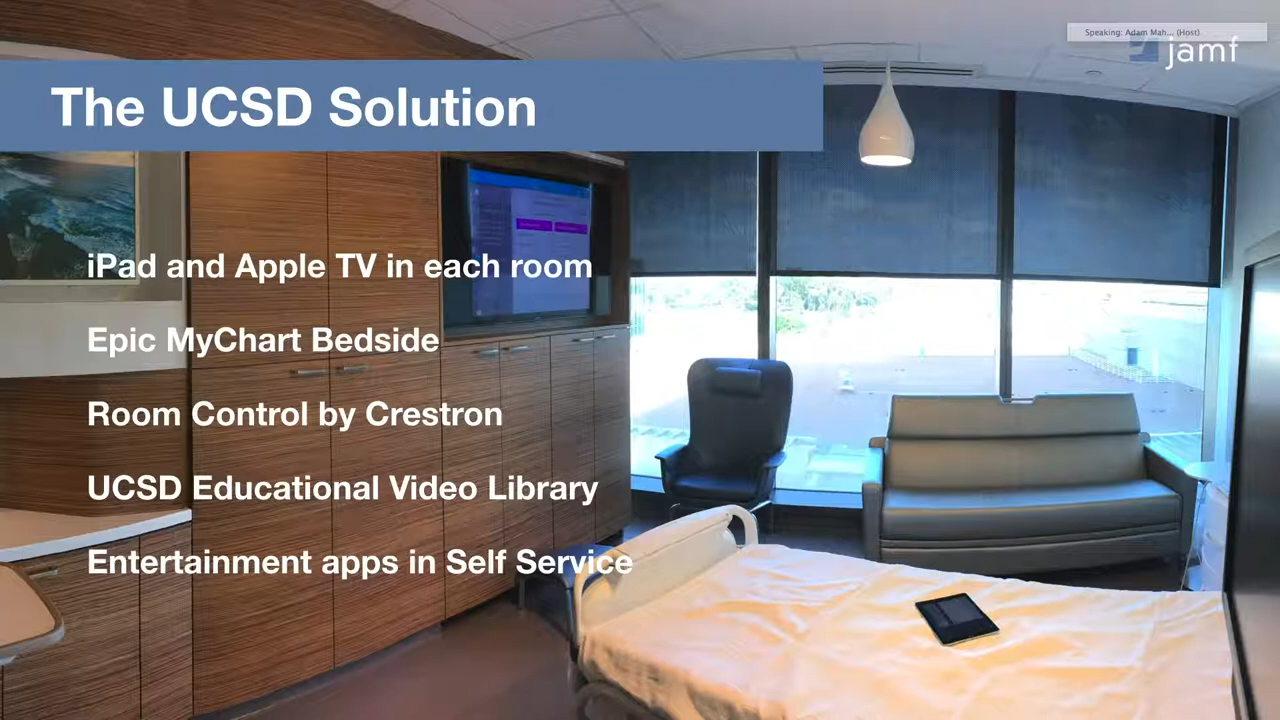 Speaking: Adam Mah... (Host)
jamf
The UCSD Solution
iPad and Apple TV in each room
Epic MyChart Bedside
Room Control by Crestron
UCSD Educational Video Library
Entertainment apps in Self Service